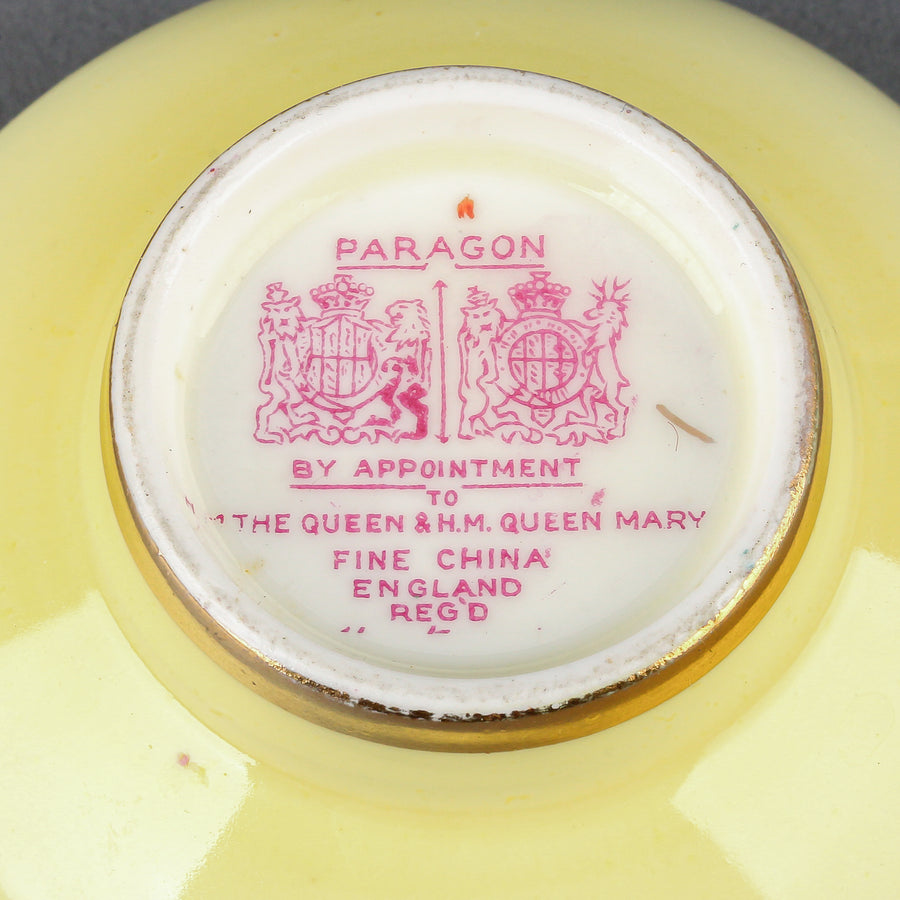 PARAGON
BY APPOINTMENT
TO
THE QUEEN & H.M. QUEEN MARY
FINE CHINA
ENGLAND
REG'D